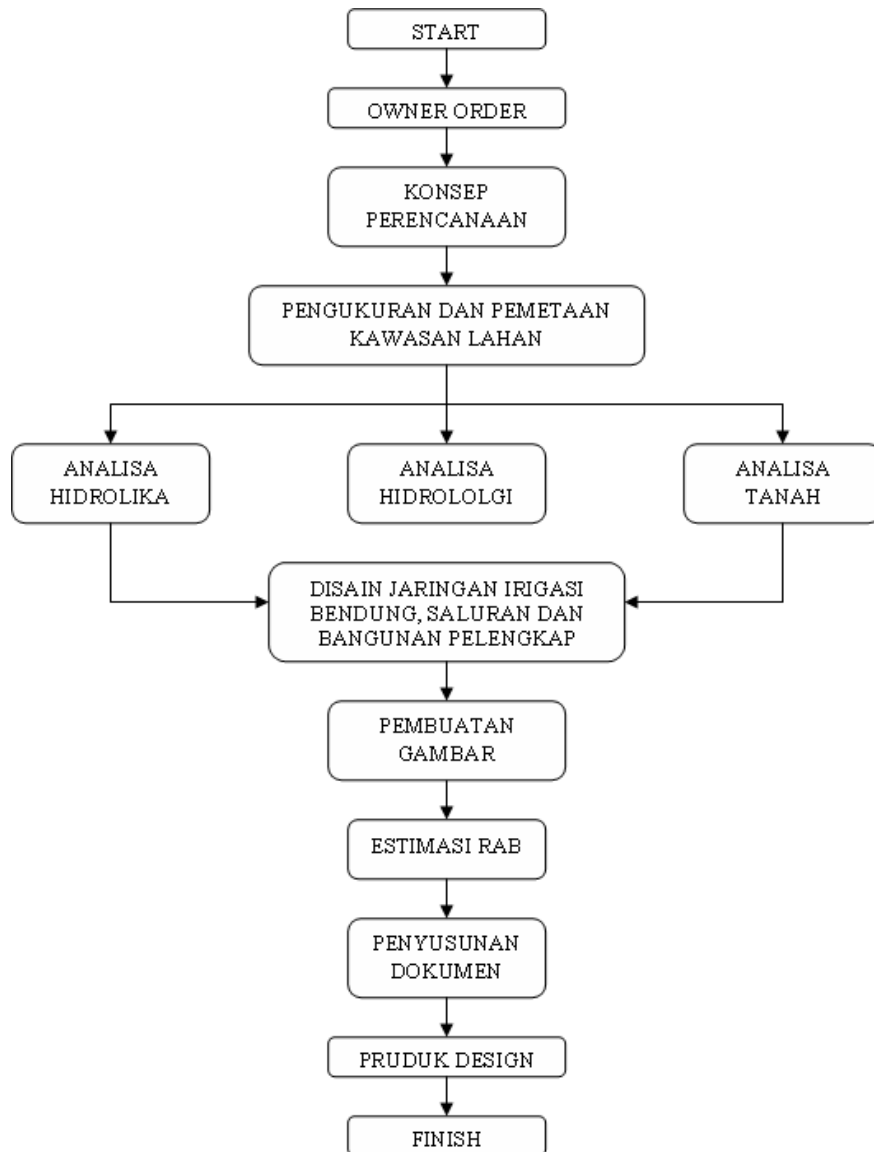 START
OWNER ORDER
KONSEP
PERENCANAAN
PENGUKURAN DAN PEMETAAN
KAWASAN LAHAN
ANALISA
HIDROLIKA
ANALISA
HIDROLOLGI
ANALISA
TANAH
DISAIN JARINGAN IRIGASI
BENDUNG, SALURAN DAN
BANGUNAN PELENGKAP
PEMBUATAN
GAMBAR
ESTIMASI RAB
PENYUSUNAN
DOKUMEN
PRUDUK DESIGN
FINISH